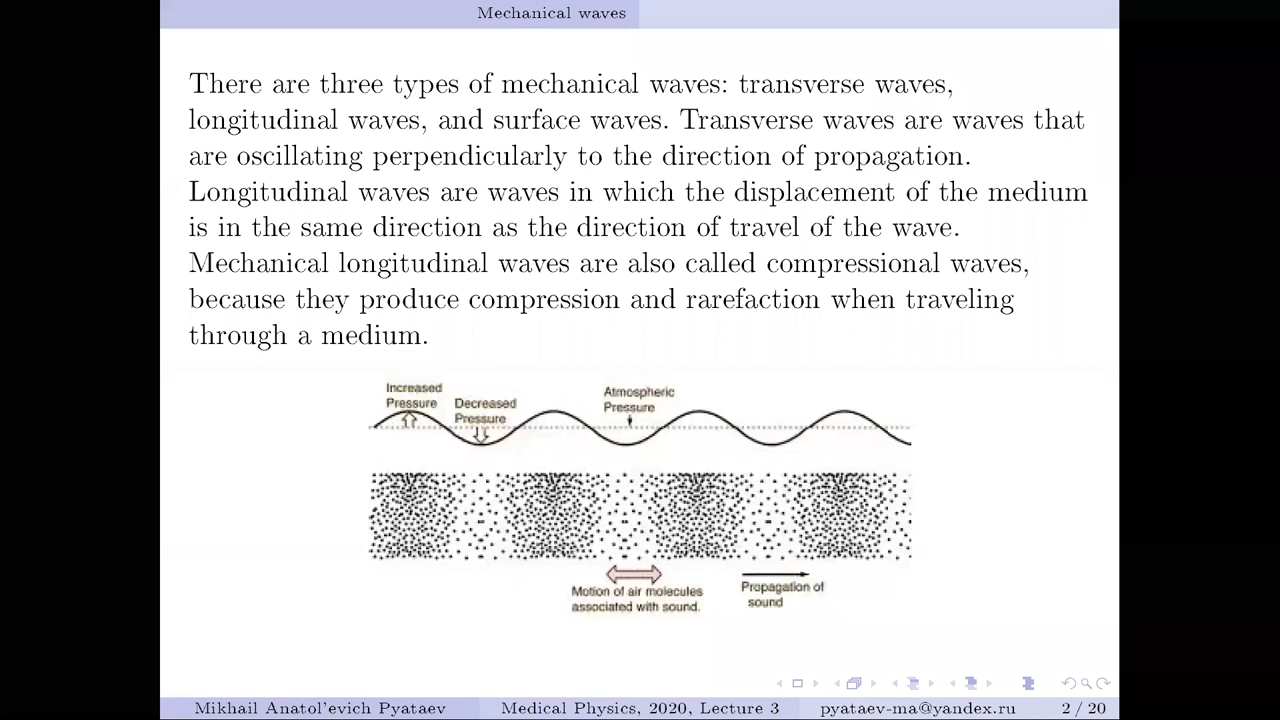 Mechanical waves
There are three types of mechanical waves: transverse waves,
longitudinal waves, and surface waves. Transverse waves are waves that
are oscillating perpendicularly to the direction of propagation.
Longitudinal waves are waves in which the displacement of the medium
is in the same direction as the direction of travel of the wave.
Mechanical longitudinal waves are also called compressional waves,
because they produce compression and rarefaction when traveling
through a medium.
Increased
Pressure
Decreased
Pressure
Atmospheric
Pressure
Motion of air molecules
associated with sound.
Propagation of
sound
Mikhail Anatol'evich Pyataev
Medical Physics, 2020, Lecture 3
pyataev-ma@yandex.ru
2 / 20